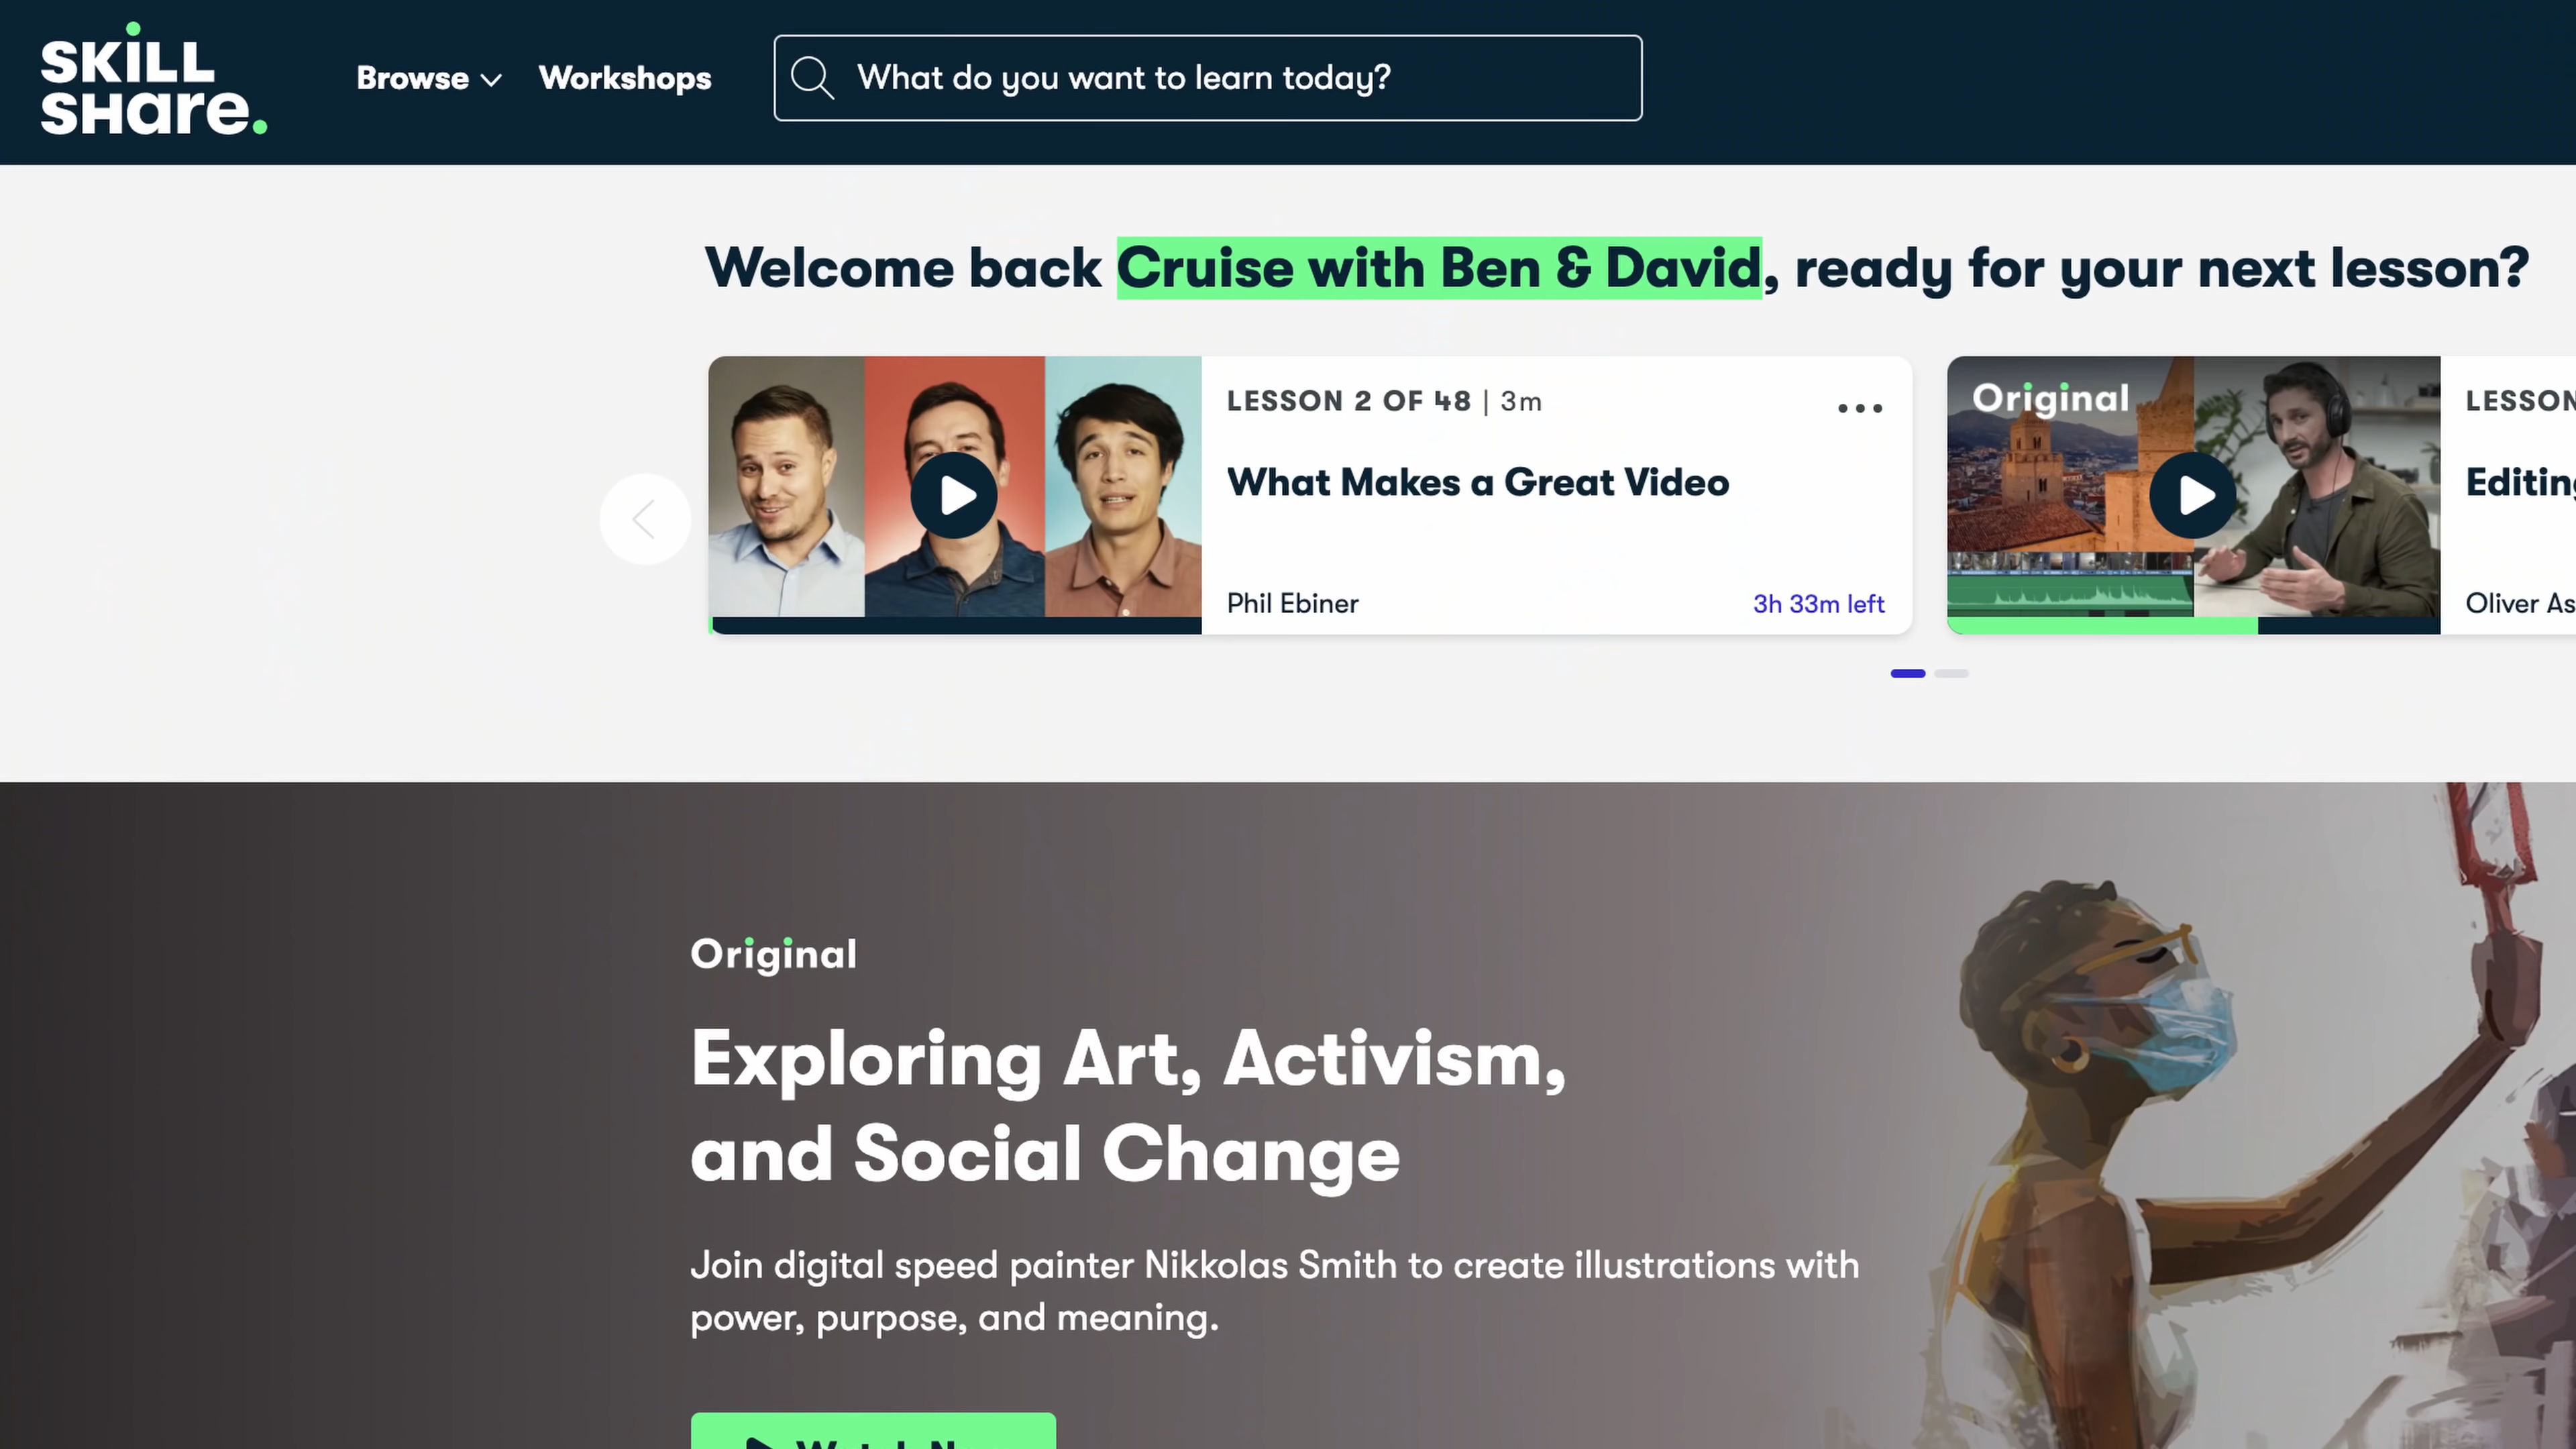 SKILL
SHare.
Browse
Workshops
What do you want to learn today?
Welcome back Cruise with Ben & David, ready for your next lesson?
LESSON 2 OF 48 | 3m
What Makes a Great Video
Phil Ebiner
3h 33m left
Original
LESSON
Oliver As
Original
Exploring Art, Activism,
and Social Change
Join digital speed painter Nikkolas Smith to create illustrations with
power, purpose, and meaning.